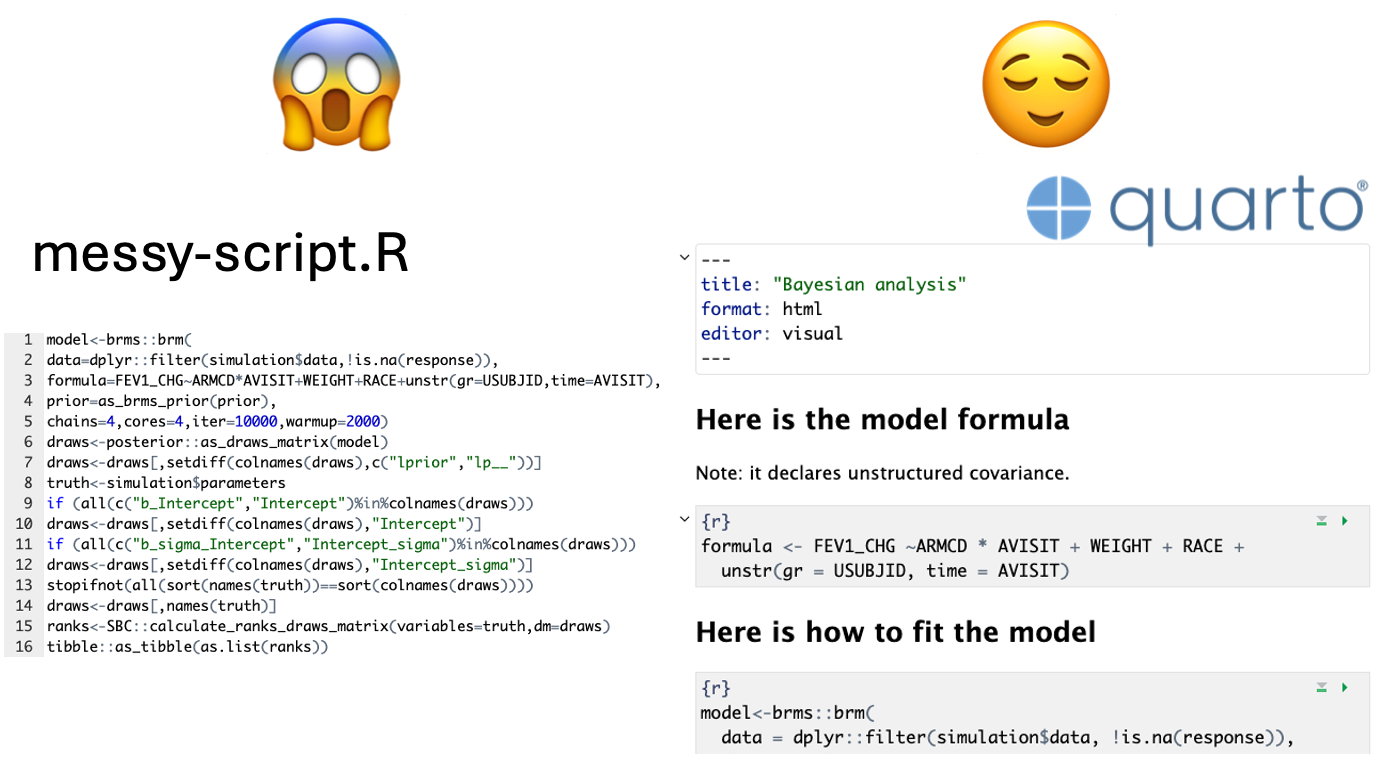 messy-script.R
1 model<-brms::brm(
2 data=dplyr::filter(simulation$data,!is.na(response)),
3 formula=FEV1_CHG~ARMCD*AVISIT+WEIGHT+RACE+unstr(gr=USUBJID,time=AVISIT),
4 prior=as_brms_prior(prior),
5 chains=4,cores=4,iter=10000,warmup=2000)
6 draws<-posterior::as_draws_matrix(model)
7 draws<-draws[,setdiff(colnames(draws),c("lprior","lp__"))]
8 truth<-simulation$parameters
9 if (all(c("b_Intercept","Intercept")%in%colnames(draws)))
10 draws<-draws[,setdiff(colnames(draws),"Intercept")]
11 if (all(c("b_sigma_Intercept","Intercept_sigma")%in%colnames(draws)))
12 draws<-draws[,setdiff(colnames(draws),"Intercept_sigma")]
13 stopifnot(all(sort(names(truth))==sort(colnames(draws))))
14 draws<-draws[,names(truth)]
15 ranks<-SBC::calculate_ranks_draws_matrix(variables=truth,dm=draws)
16 tibble::as_tibble(as.list(ranks))
quarto®
---
title: "Bayesian analysis"
format: html
editor: visual
---
Here is the model formula
Note: it declares unstructured covariance.
{r}
formula <- FEV1_CHG ~ARMCD * AVISIT + WEIGHT + RACE +
unstr(gr = USUBJID, time = AVISIT)
Here is how to fit the model
{r}
model<-brms::brm(
data = dplyr::filter(simulation$data, !is.na(response)),